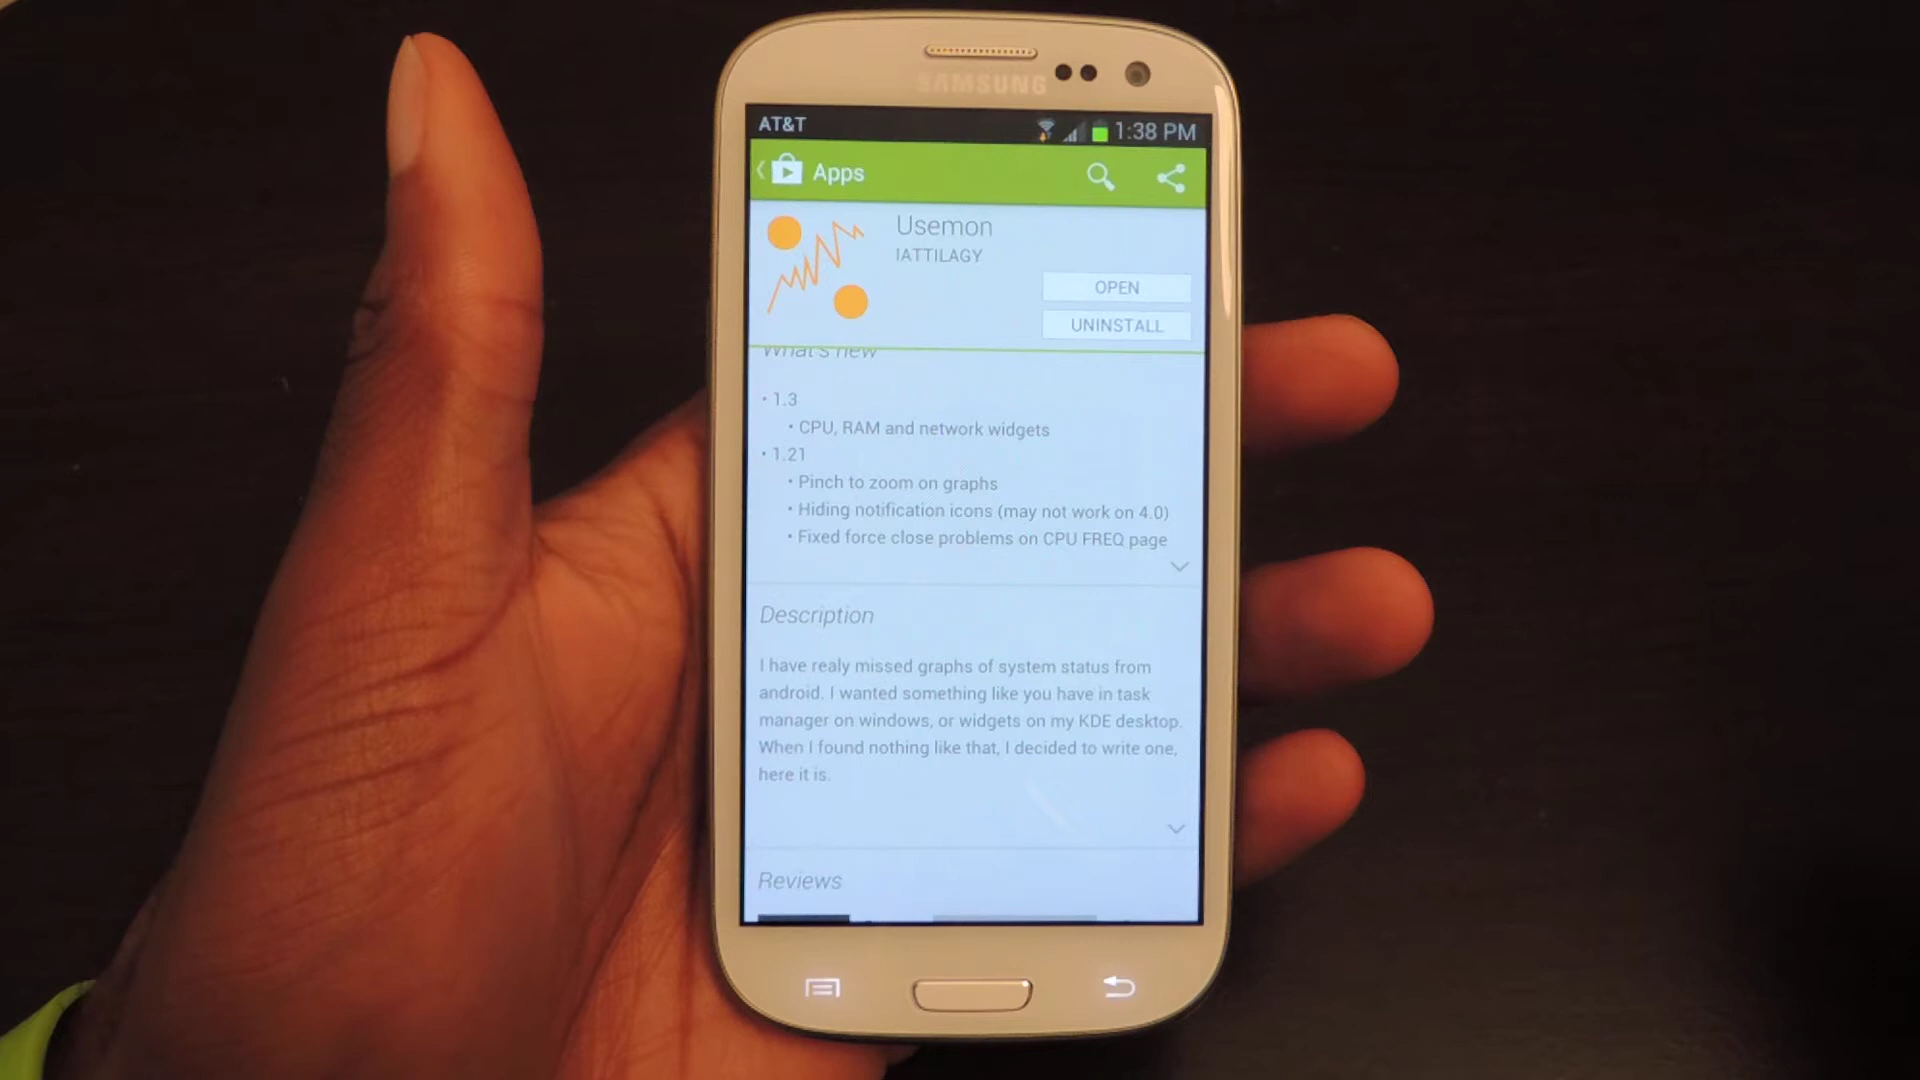 SAMSUNG
AT&T 1:38 PM
Apps
Usemon
IATTILAGY
OPEN
UNINSTALL
What's new
• 1.3
• CPU, RAM and network widgets
• 1.21
• Pinch to zoom on graphs
• Hiding notification icons (may not work on 4.0)
• Fixed force close problems on CPU FREQ page
Description
I have realy missed graphs of system status from
android. I wanted something like you have in task
manager on windows, or widgets on my KDE desktop.
When I found nothing like that, I decided to write one,
here it is.
Reviews